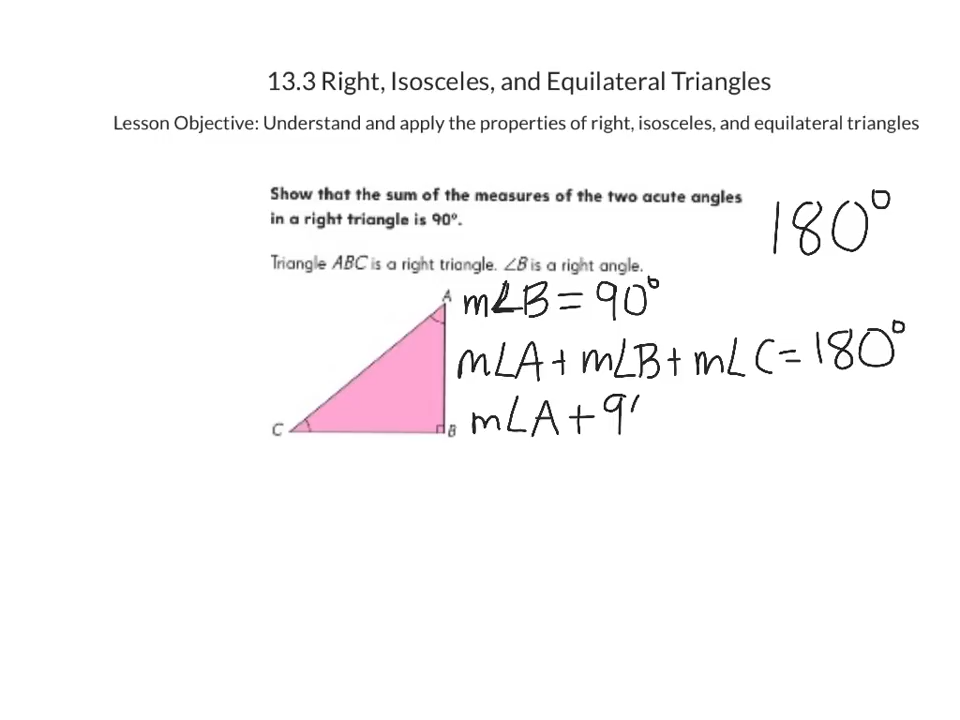 13.3 Right, Isosceles, and Equilateral Triangles
Lesson Objective: Understand and apply the properties of right, isosceles, and equilateral triangles
Show that the sum of the measures of the two acute angles
in a right triangle is 90°.
180°
Triangle ABC is a right triangle. ∠B is a right angle.
A
m∠B = 90°
m∠A + m∠B + m∠C = 180°
C
B
m∠A + 9